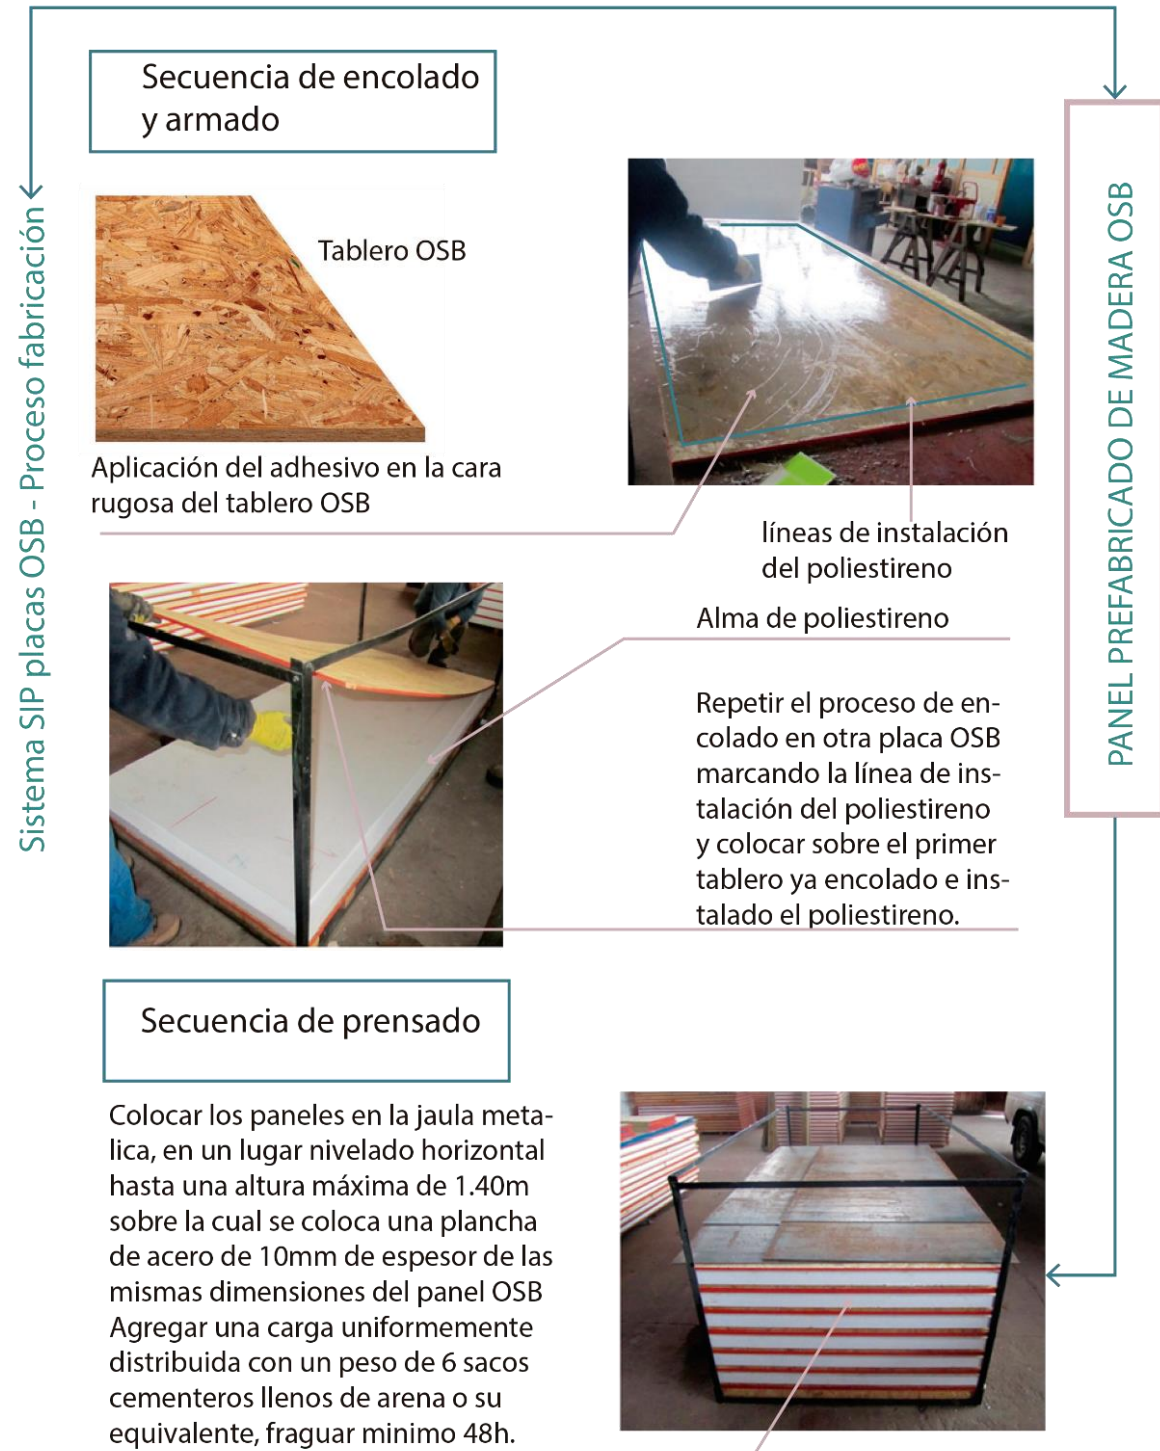 Secuencia de encolado
y armado
Tablero OSB
Aplicación del adhesivo en la cara
rugosa del tablero OSB
líneas de instalación
del poliestireno
Alma de poliestireno
Repetir el proceso de en-
colado en otra placa OSB
marcando la línea de ins-
talación del poliestireno
y colocar sobre el primer
tablero ya encolado e ins-
talado el poliestireno.
Sistema SIP placas OSB - Proceso fabricación
PANEL PREFABRICADO DE MADERA OSB
Secuencia de prensado
Colocar los paneles en la jaula meta-
lica, en un lugar nivelado horizontal
hasta una altura máxima de 1.40m
sobre la cual se coloca una plancha
de acero de 10mm de espesor de las
mismas dimensiones del panel OSB
Agregar una carga uniformemente
distribuida con un peso de 6 sacos
cementeros llenos de arena o su
equivalente, fraguar minimo 48h.